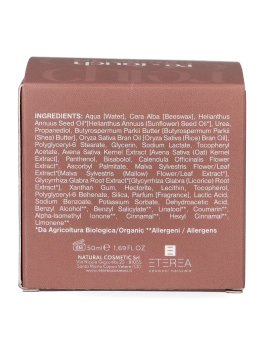 INGREDIENTS: Aqua [Water], Cera Alba [Beeswax], Helianthus
Annuus Seed Oil*[Helianthus Annuus (Sunflower) Seed Oil*], Urea,
Propanediol, Butyrospermum Parkii Butter [Butyrospermum Parkii (Shea)
Butter], Oryza Sativa Bran Oil [Oryza Sativa (Rice) Bran Oil],
Polyglyceryl-6 Stearate, Glycerin, Sodium Lactate, Tocopheryl
Acetate, Avena Sativa Kernel Extract [Avena Sativa (Oat) Kernel
Extract], Panthenol, Bisabolol, Calendula Officinalis Flower
Extract*, Ascorbyl Palmitate, Malva Sylvestris Flower/Leaf
Extract*[Malva Sylvestris (Mallow) Flower/Leaf Extract*],
Glycyrrhiza Glabra Root Extract*[Glycyrrhiza Glabra (Licorice) Root
Extract*], Xanthan Gum, Hectorite, Lecithin, Tocopherol,
Polyglyceryl-6 Behenate, Silica, Parfum [Fragrance], Lactic Acid,
Sodium Benzoate, Potassium Sorbate, Dehydroacetic Acid,
Benzyl Alcohol, Benzyl Salicylate**, Linalool**, Coumarin**,
Alpha-Isomethyl Ionone**, Cinnamal**, Hexyl Cinnamal**,
Limonene**.
*Da Agricoltura Biologica/Organic **Allergeni / Allergens
50ml ℮ 1.69FL.OZ
NATURAL COSMETIC Srl
ETEREA
cosmesi naturale